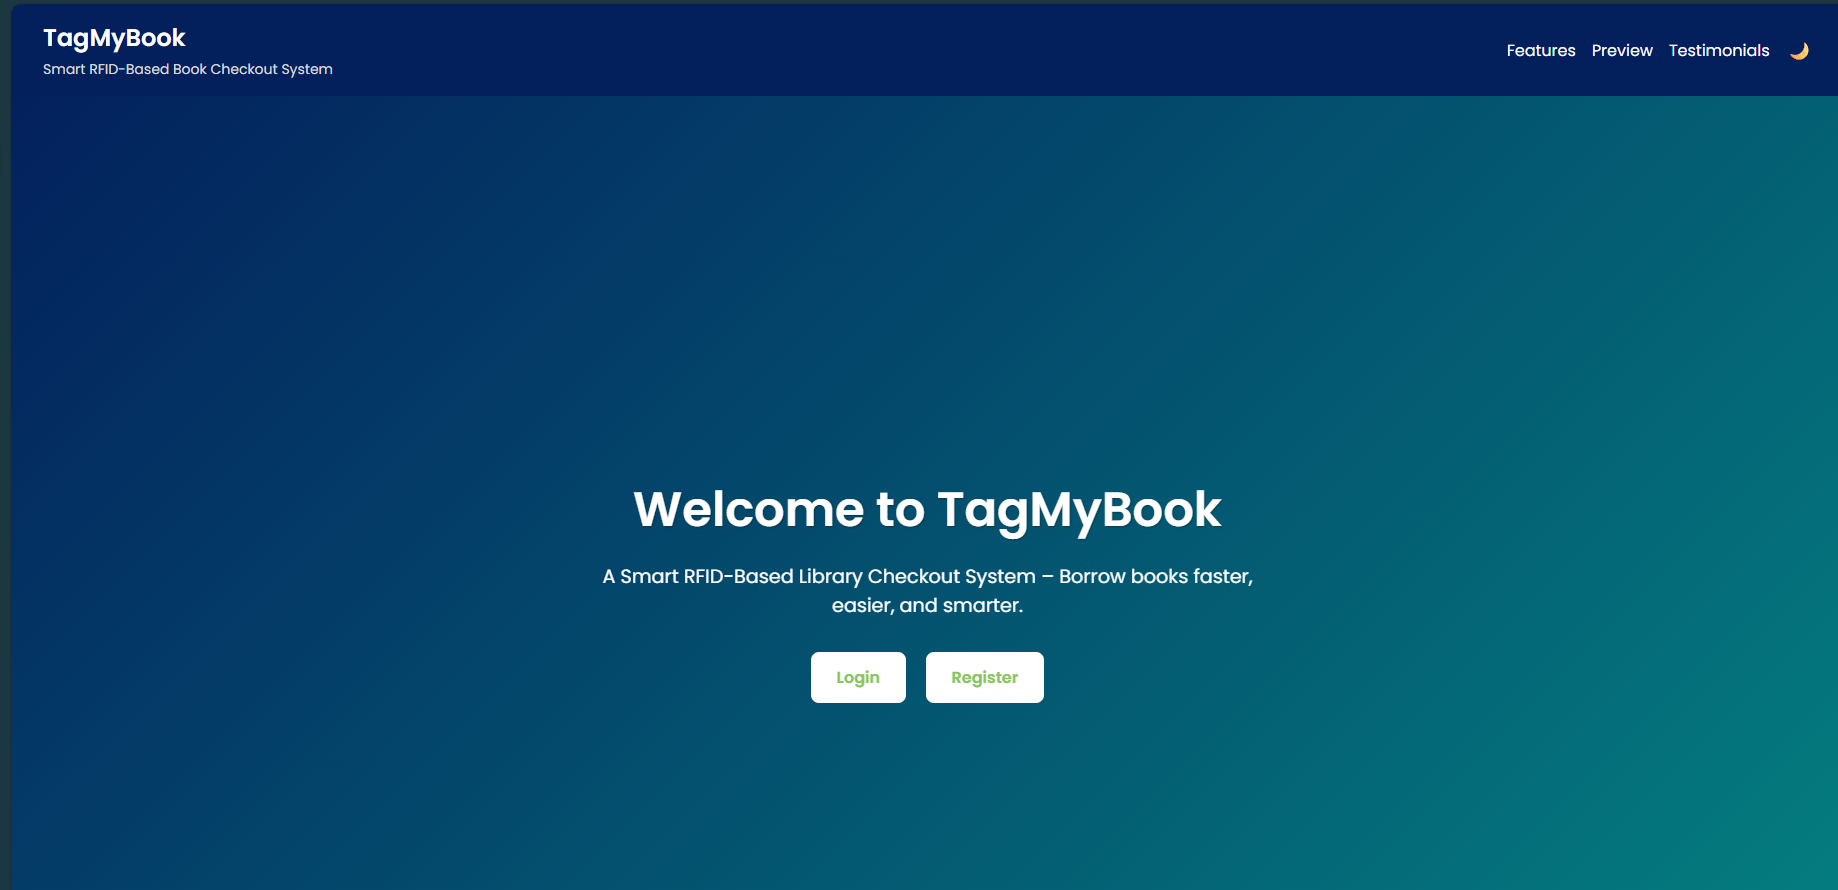 TagMyBook
Smart RFID-Based Book Checkout System
Features Preview Testimonials
Welcome to TagMyBook
A Smart RFID-Based Library Checkout System – Borrow books faster,
easier, and smarter.
Login Register